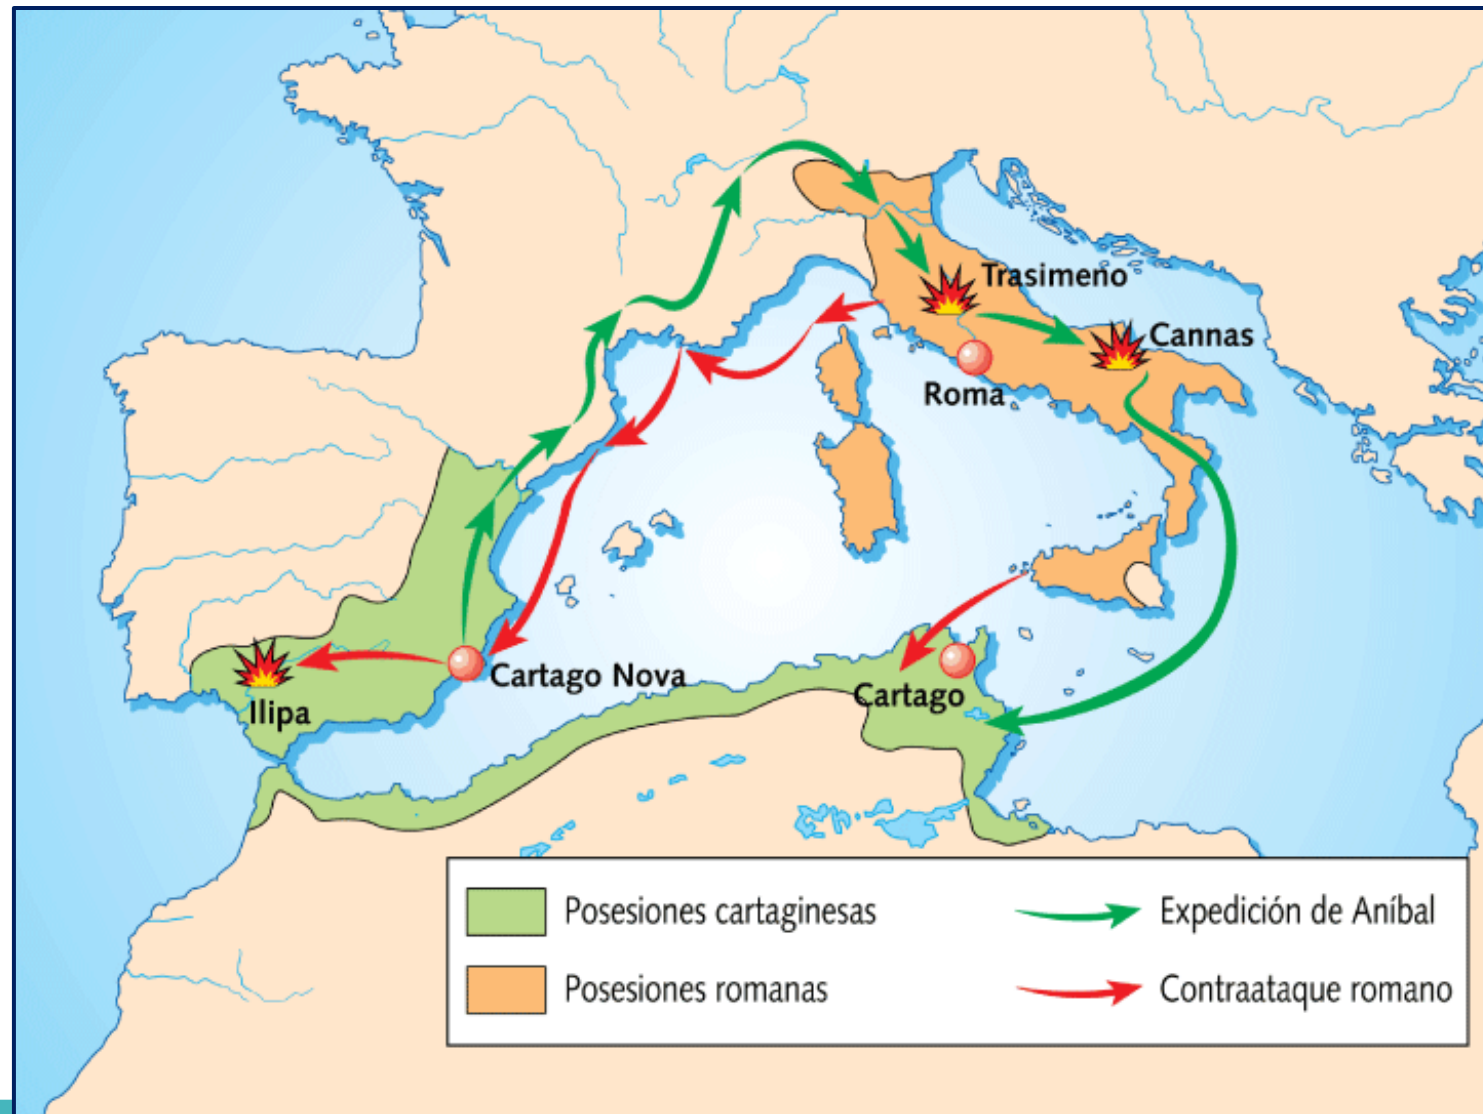 Trasimeno
Cannas
Roma
Cartago Nova
Cartago
Ilipa
Posesiones cartaginesas
Expedición de Aníbal
Posesiones romanas
Contraataque romano